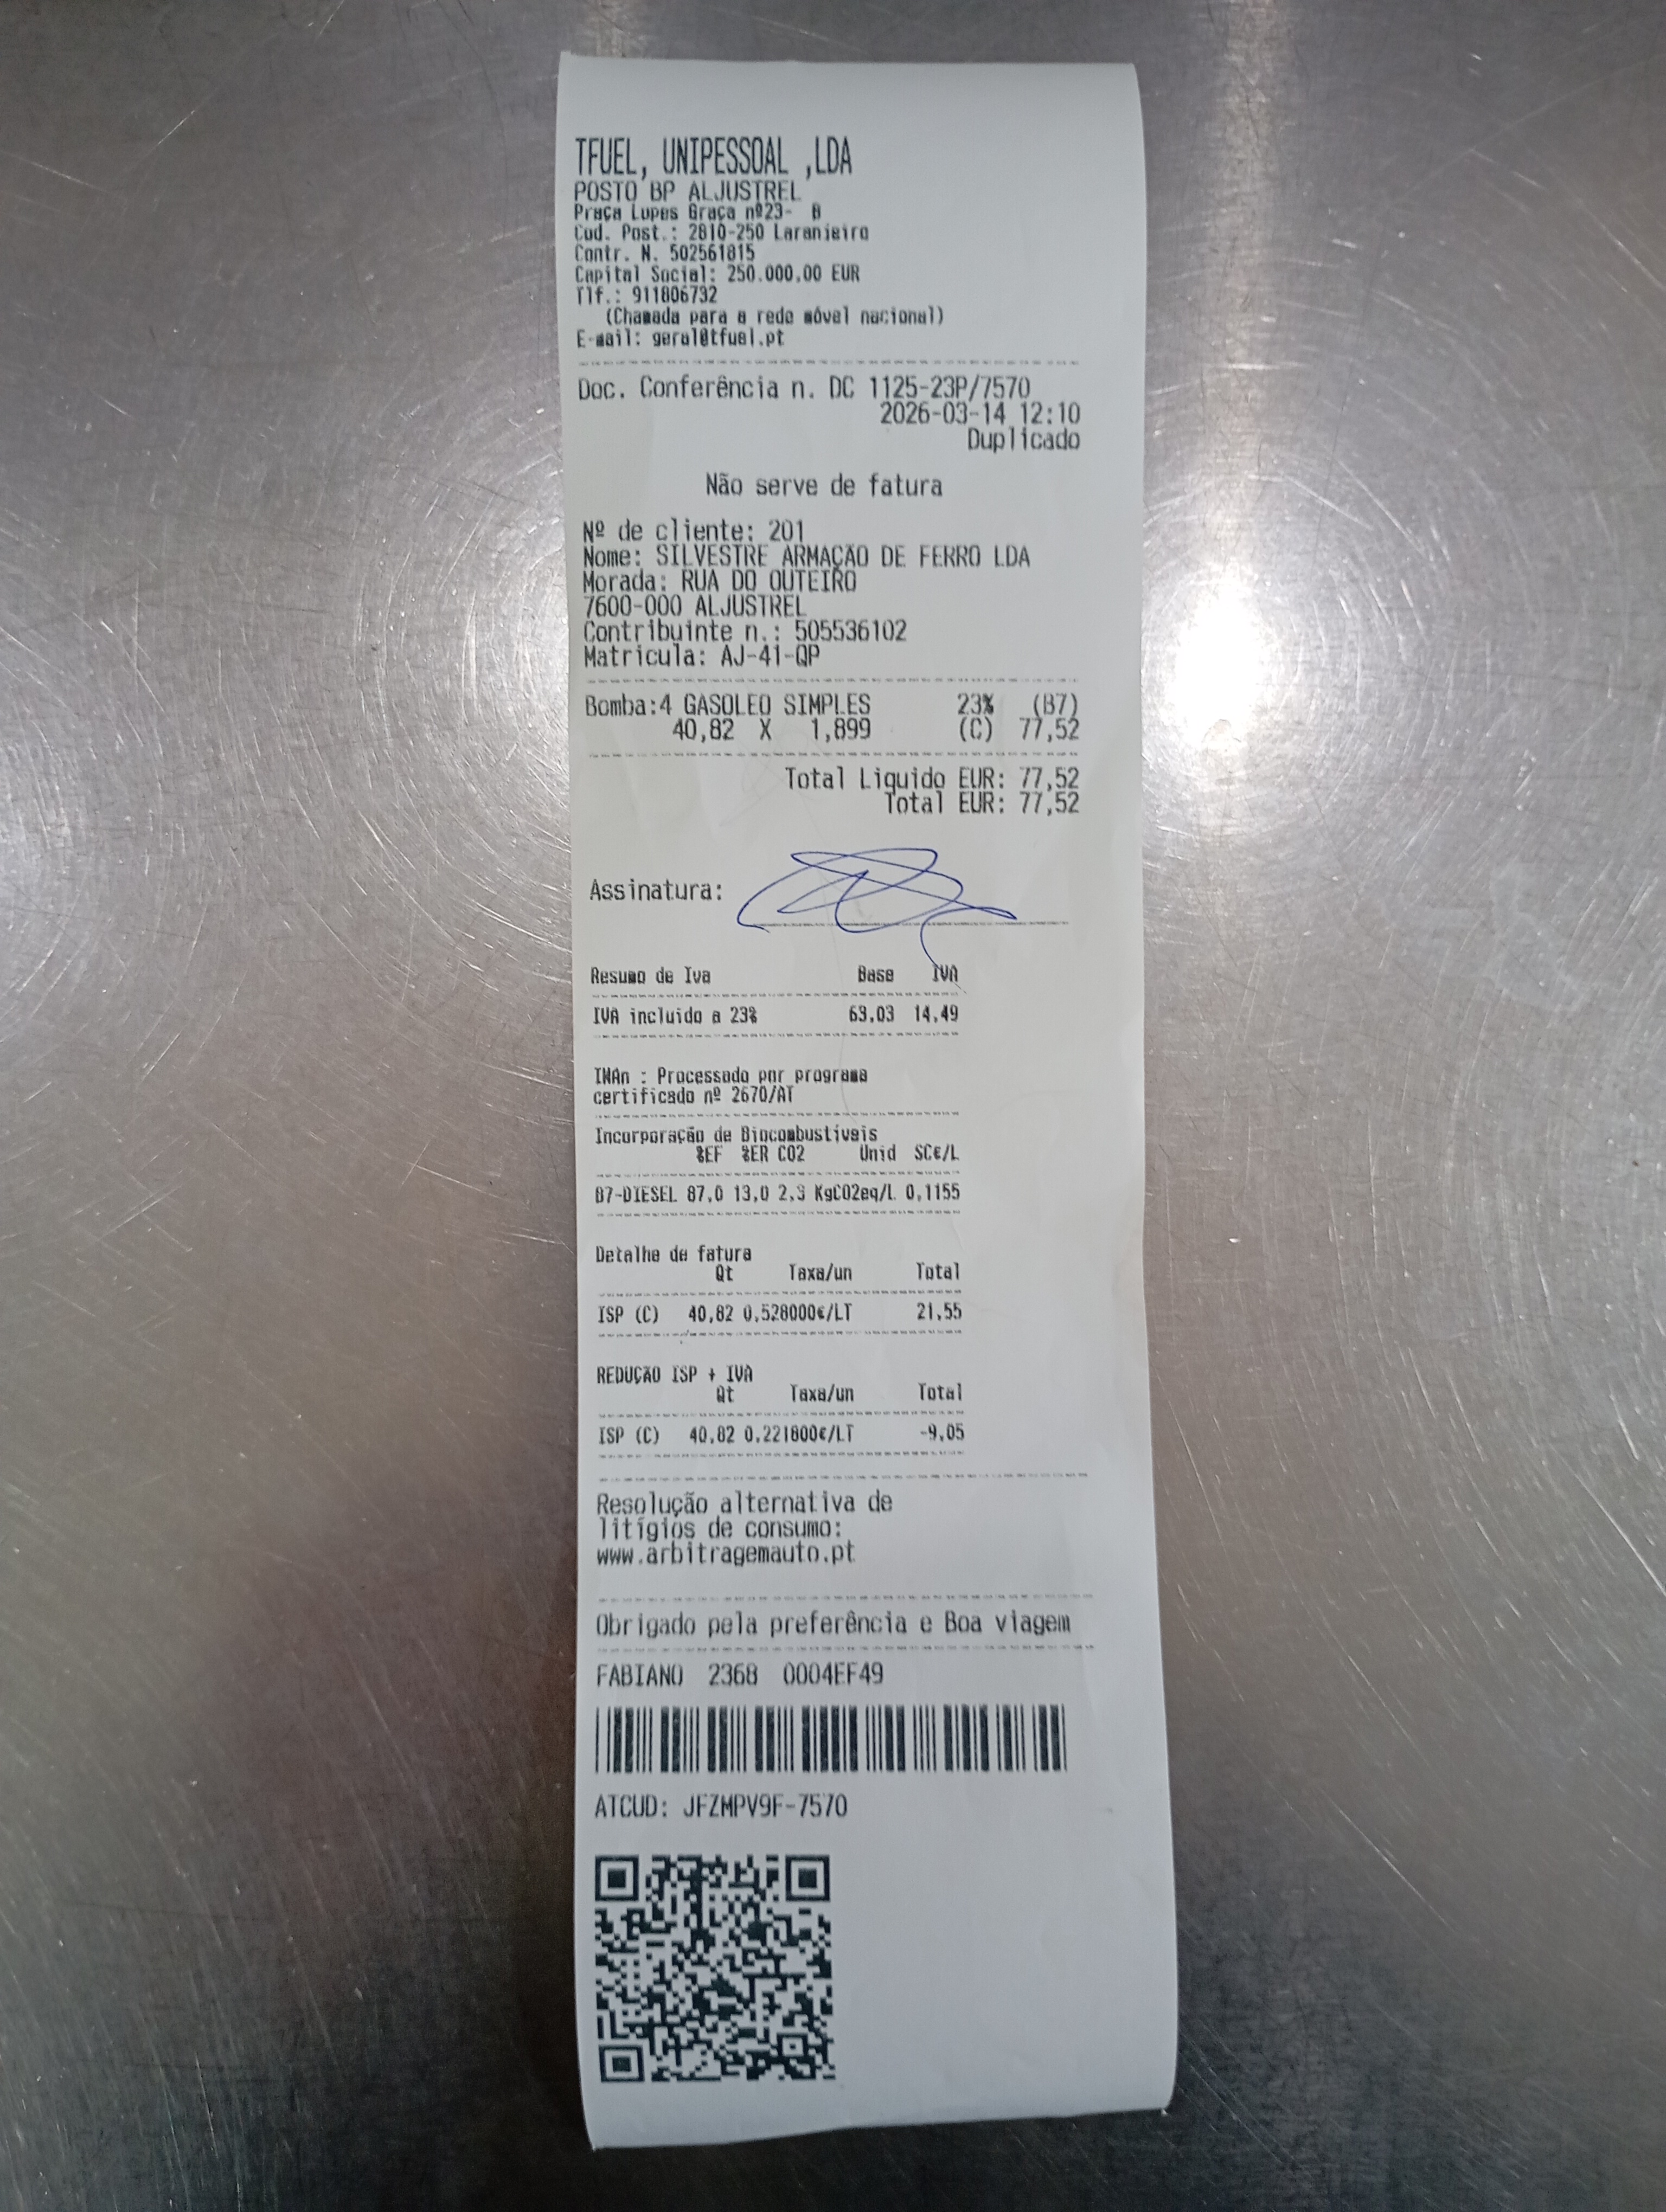 TFUEL, UNIPESSOAL ,LDA
POSTO BP ALJUSTREL
Praça Lopes Graça nº23- B
Cod. Post.: 2810-250 Laranjeiro
Contr. N. 502561815
Capital Social: 250.000,00 EUR
Tlf.: 911806732
(Chamada para a rede móvel nacional)
E-mail: geral@tfuel.pt
Doc. Conferência n. DC 1125-23P/7570
2026-03-14 12:10
Duplicado
Não serve de fatura
Nº de cliente: 201
Nome: SILVESTRE ARMAÇÃO DE FERRO LDA
Morada: RUA DO OUTEIRO
7600-000 ALJUSTREL
Contribuinte n.: 505536102
Matricula: AJ-41-QP
Bomba:4 GASOLEO SIMPLES 23% (B7)
40,82 X 1,899 (C) 77,52
Total Liquido EUR: 77,52
Total EUR: 77,52
Assinatura:
Resumo de Iva Base IVA
IVA incluido a 23% 63,03 14,49
IWAn : Processado por programa
certificado nº 2670/AT
Incorporação de Biocombustíveis
%EF %ER CO2 Unid SC€/L
B7-DIESEL 87,0 13,0 2,3 KgCO2eq/L 0,1155
Detalhe de fatura
Qt Taxa/un Total
ISP (C) 40,82 0,528000€/LT 21,55
REDUÇÃO ISP + IVA
Qt Taxa/un Total
ISP (C) 40,82 0,221800€/LT -9,05
Resolução alternativa de
litígios de consumo:
www.arbitragemauto.pt
Obrigado pela preferência e Boa viagem
FABIANO 2368 0004EF49
ATCUD: JFZMPV9F-7570